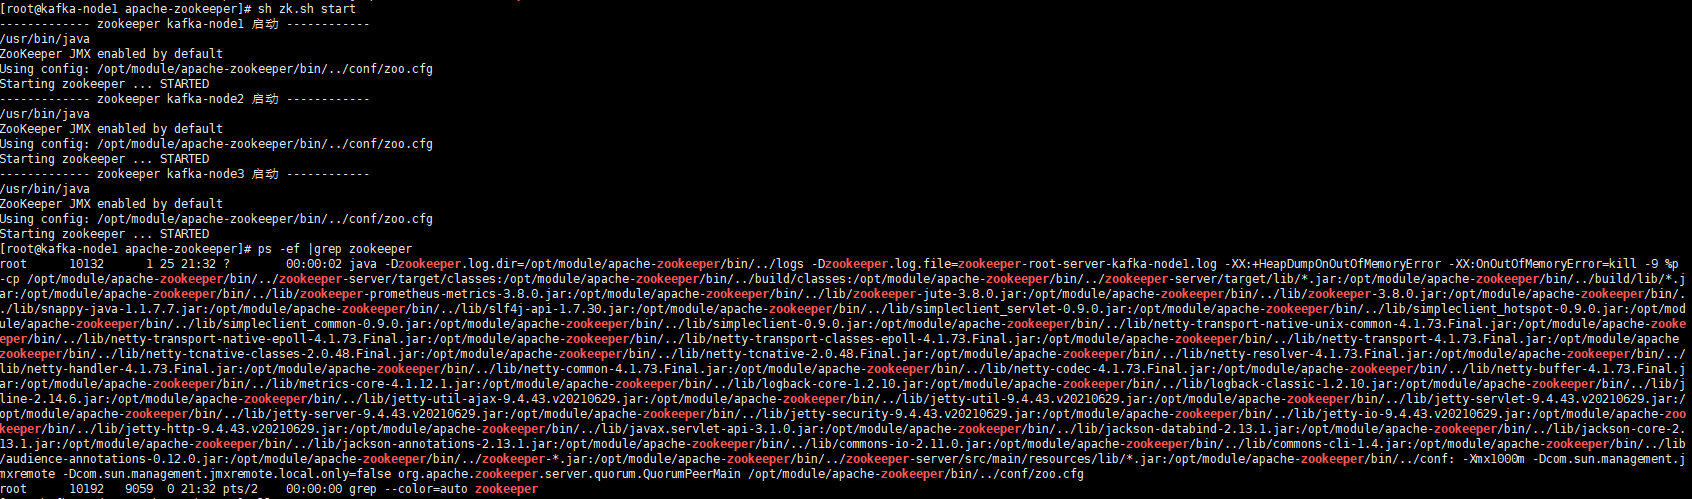 [root@kafka-node1 apache-zookeeper]# sh zk.sh start
------------- zookeeper kafka-node1 启动 ------------
/usr/bin/java
ZooKeeper JMX enabled by default
Using config: /opt/module/apache-zookeeper/bin/../conf/zoo.cfg
Starting zookeeper ... STARTED
------------- zookeeper kafka-node2 启动 ------------
/usr/bin/java
ZooKeeper JMX enabled by default
Using config: /opt/module/apache-zookeeper/bin/../conf/zoo.cfg
Starting zookeeper ... STARTED
------------- zookeeper kafka-node3 启动 ------------
/usr/bin/java
ZooKeeper JMX enabled by default
Using config: /opt/module/apache-zookeeper/bin/../conf/zoo.cfg
Starting zookeeper ... STARTED
[root@kafka-node1 apache-zookeeper]# ps -ef |grep zookeeper
root      10132      1 25 21:32 ?        00:00:02 java -Dzookeeper.log.dir=/opt/module/apache-zookeeper/bin/../logs -Dzookeeper.log.file=zookeeper-root-server-kafka-node1.log -XX:+HeapDumpOnOutOfMemoryError -XX:OnOutOfMemoryError=kill -9 %p
-cp /opt/module/apache-zookeeper/bin/../zookeeper-server/target/classes:/opt/module/apache-zookeeper/bin/../build/classes:/opt/module/apache-zookeeper/bin/../zookeeper-server/target/lib/*.jar:/opt/module/apache-zookeeper/bin/../build/lib/*.j
ar:/opt/module/apache-zookeeper/bin/../lib/zookeeper-prometheus-metrics-3.8.0.jar:/opt/module/apache-zookeeper/bin/../lib/zookeeper-jute-3.8.0.jar:/opt/module/apache-zookeeper/bin/../lib/zookeeper-3.8.0.jar:/opt/module/apache-zookeeper/bin/.
./lib/snappy-java-1.1.7.7.jar:/opt/module/apache-zookeeper/bin/../lib/slf4j-api-1.7.30.jar:/opt/module/apache-zookeeper/bin/../lib/simpleclient_servlet-0.9.0.jar:/opt/module/apache-zookeeper/bin/../lib/simpleclient_hotspot-0.9.0.jar:/opt/mod
ule/apache-zookeeper/bin/../lib/simpleclient_common-0.9.0.jar:/opt/module/apache-zookeeper/bin/../lib/simpleclient-0.9.0.jar:/opt/module/apache-zookeeper/bin/../lib/netty-transport-native-unix-common-4.1.73.Final.jar:/opt/module/apache-zooke
eper/bin/../lib/netty-transport-native-epoll-4.1.73.Final.jar:/opt/module/apache-zookeeper/bin/../lib/netty-transport-classes-epoll-4.1.73.Final.jar:/opt/module/apache-zookeeper/bin/../lib/netty-transport-4.1.73.Final.jar:/opt/module/apache
zookeeper/bin/../lib/netty-tcnative-classes-2.0.48.Final.jar:/opt/module/apache-zookeeper/bin/../lib/netty-tcnative-2.0.48.Final.jar:/opt/module/apache-zookeeper/bin/../lib/netty-resolver-4.1.73.Final.jar:/opt/module/apache-zookeeper/bin/../
lib/netty-handler-4.1.73.Final.jar:/opt/module/apache-zookeeper/bin/../lib/netty-common-4.1.73.Final.jar:/opt/module/apache-zookeeper/bin/../lib/netty-codec-4.1.73.Final.jar:/opt/module/apache-zookeeper/bin/../lib/netty-buffer-4.1.73.Final.j
ar:/opt/module/apache-zookeeper/bin/../lib/metrics-core-4.1.12.1.jar:/opt/module/apache-zookeeper/bin/../lib/logback-core-1.2.10.jar:/opt/module/apache-zookeeper/bin/../lib/logback-classic-1.2.10.jar:/opt/module/apache-zookeeper/bin/../lib/j
line-2.14.6.jar:/opt/module/apache-zookeeper/bin/../lib/jetty-util-ajax-9.4.43.v20210629.jar:/opt/module/apache-zookeeper/bin/../lib/jetty-util-9.4.43.v20210629.jar:/opt/module/apache-zookeeper/bin/../lib/jetty-servlet-9.4.43.v20210629.jar:/
opt/module/apache-zookeeper/bin/../lib/jetty-server-9.4.43.v20210629.jar:/opt/module/apache-zookeeper/bin/../lib/jetty-security-9.4.43.v20210629.jar:/opt/module/apache-zookeeper/bin/../lib/jetty-io-9.4.43.v20210629.jar:/opt/module/apache-zoo
keeper/bin/../lib/jetty-http-9.4.43.v20210629.jar:/opt/module/apache-zookeeper/bin/../lib/javax.servlet-api-3.1.0.jar:/opt/module/apache-zookeeper/bin/../lib/jackson-databind-2.13.1.jar:/opt/module/apache-zookeeper/bin/../lib/jackson-core-2.
13.1.jar:/opt/module/apache-zookeeper/bin/../lib/jackson-annotations-2.13.1.jar:/opt/module/apache-zookeeper/bin/../lib/commons-io-2.11.0.jar:/opt/module/apache-zookeeper/bin/../lib/commons-cli-1.4.jar:/opt/module/apache-zookeeper/bin/../lib
/audience-annotations-0.12.0.jar:/opt/module/apache-zookeeper/bin/../zookeeper-*.jar:/opt/module/apache-zookeeper/bin/../zookeeper-server/src/main/resources/lib/*.jar:/opt/module/apache-zookeeper/bin/../conf: -Xmx1000m -Dcom.sun.management.j
mxremote -Dcom.sun.management.jmxremote.local.only=false org.apache.zookeeper.server.quorum.QuorumPeerMain /opt/module/apache-zookeeper/bin/../conf/zoo.cfg
root      10192   9059  0 21:32 pts/2    00:00:00 grep --color=auto zookeeper